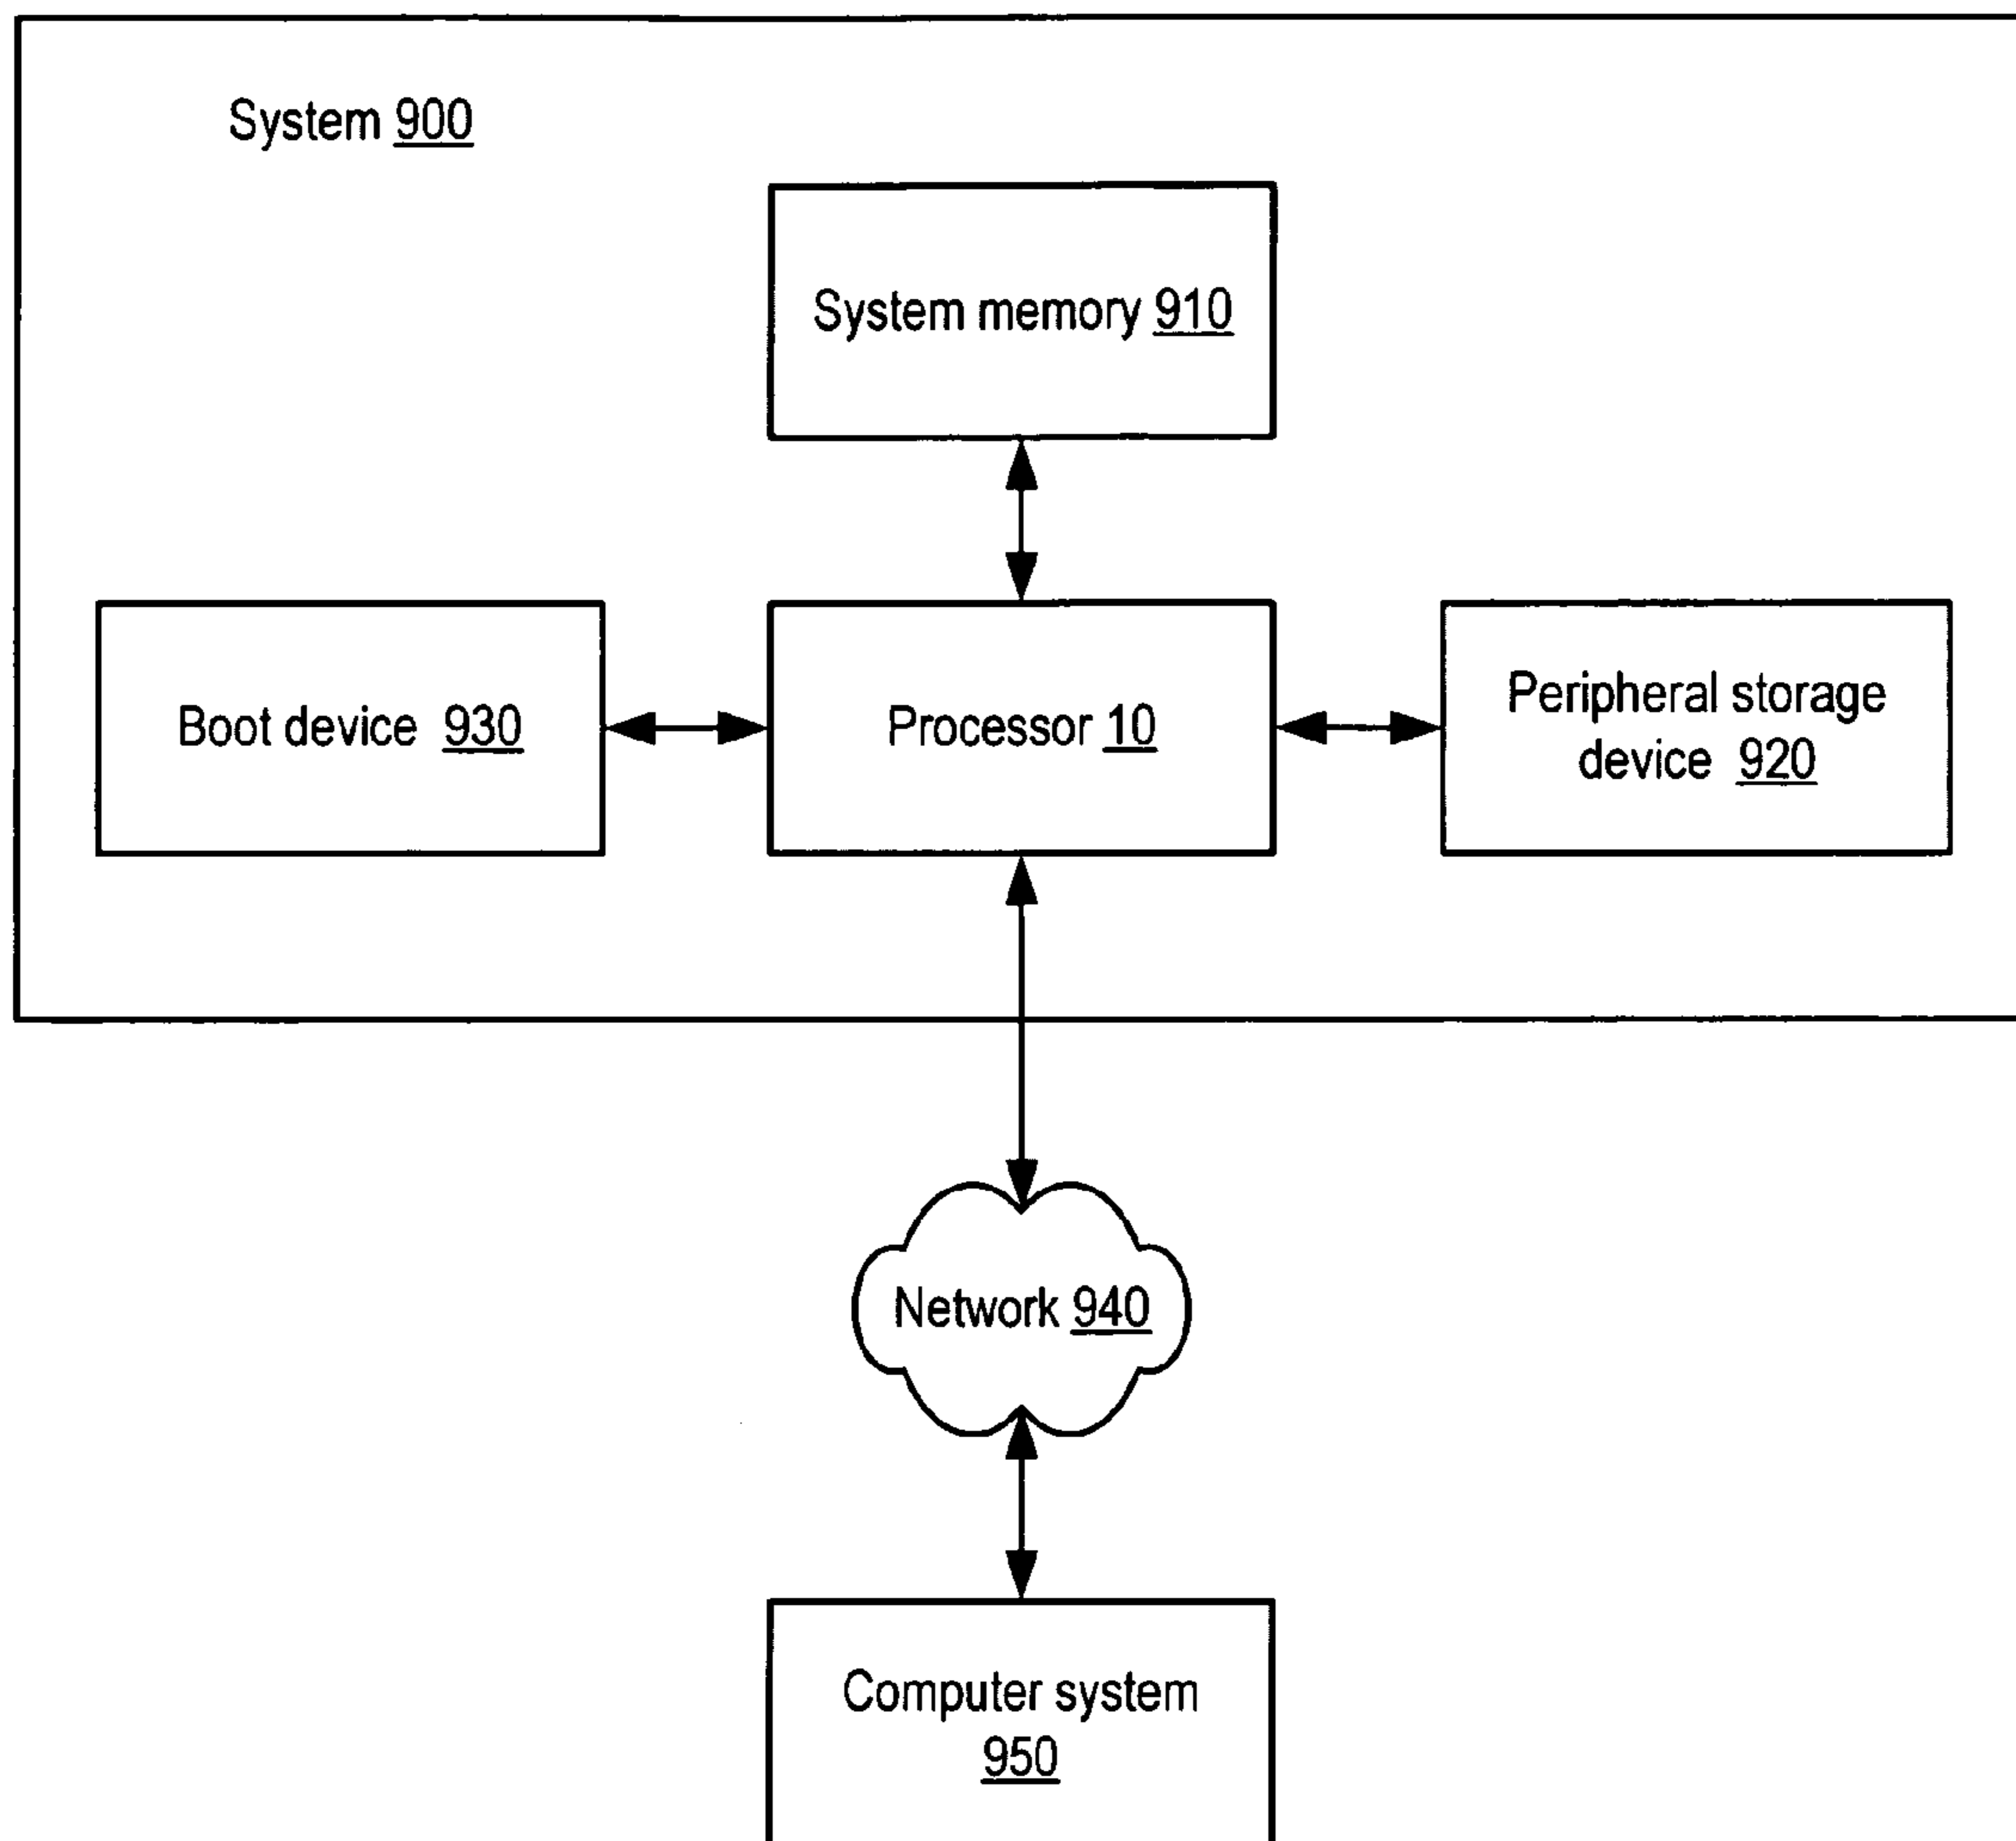 System 900
System memory 910
Boot device 930
Processor 10
Peripheral storage
device 920
Network 940
Computer system
950